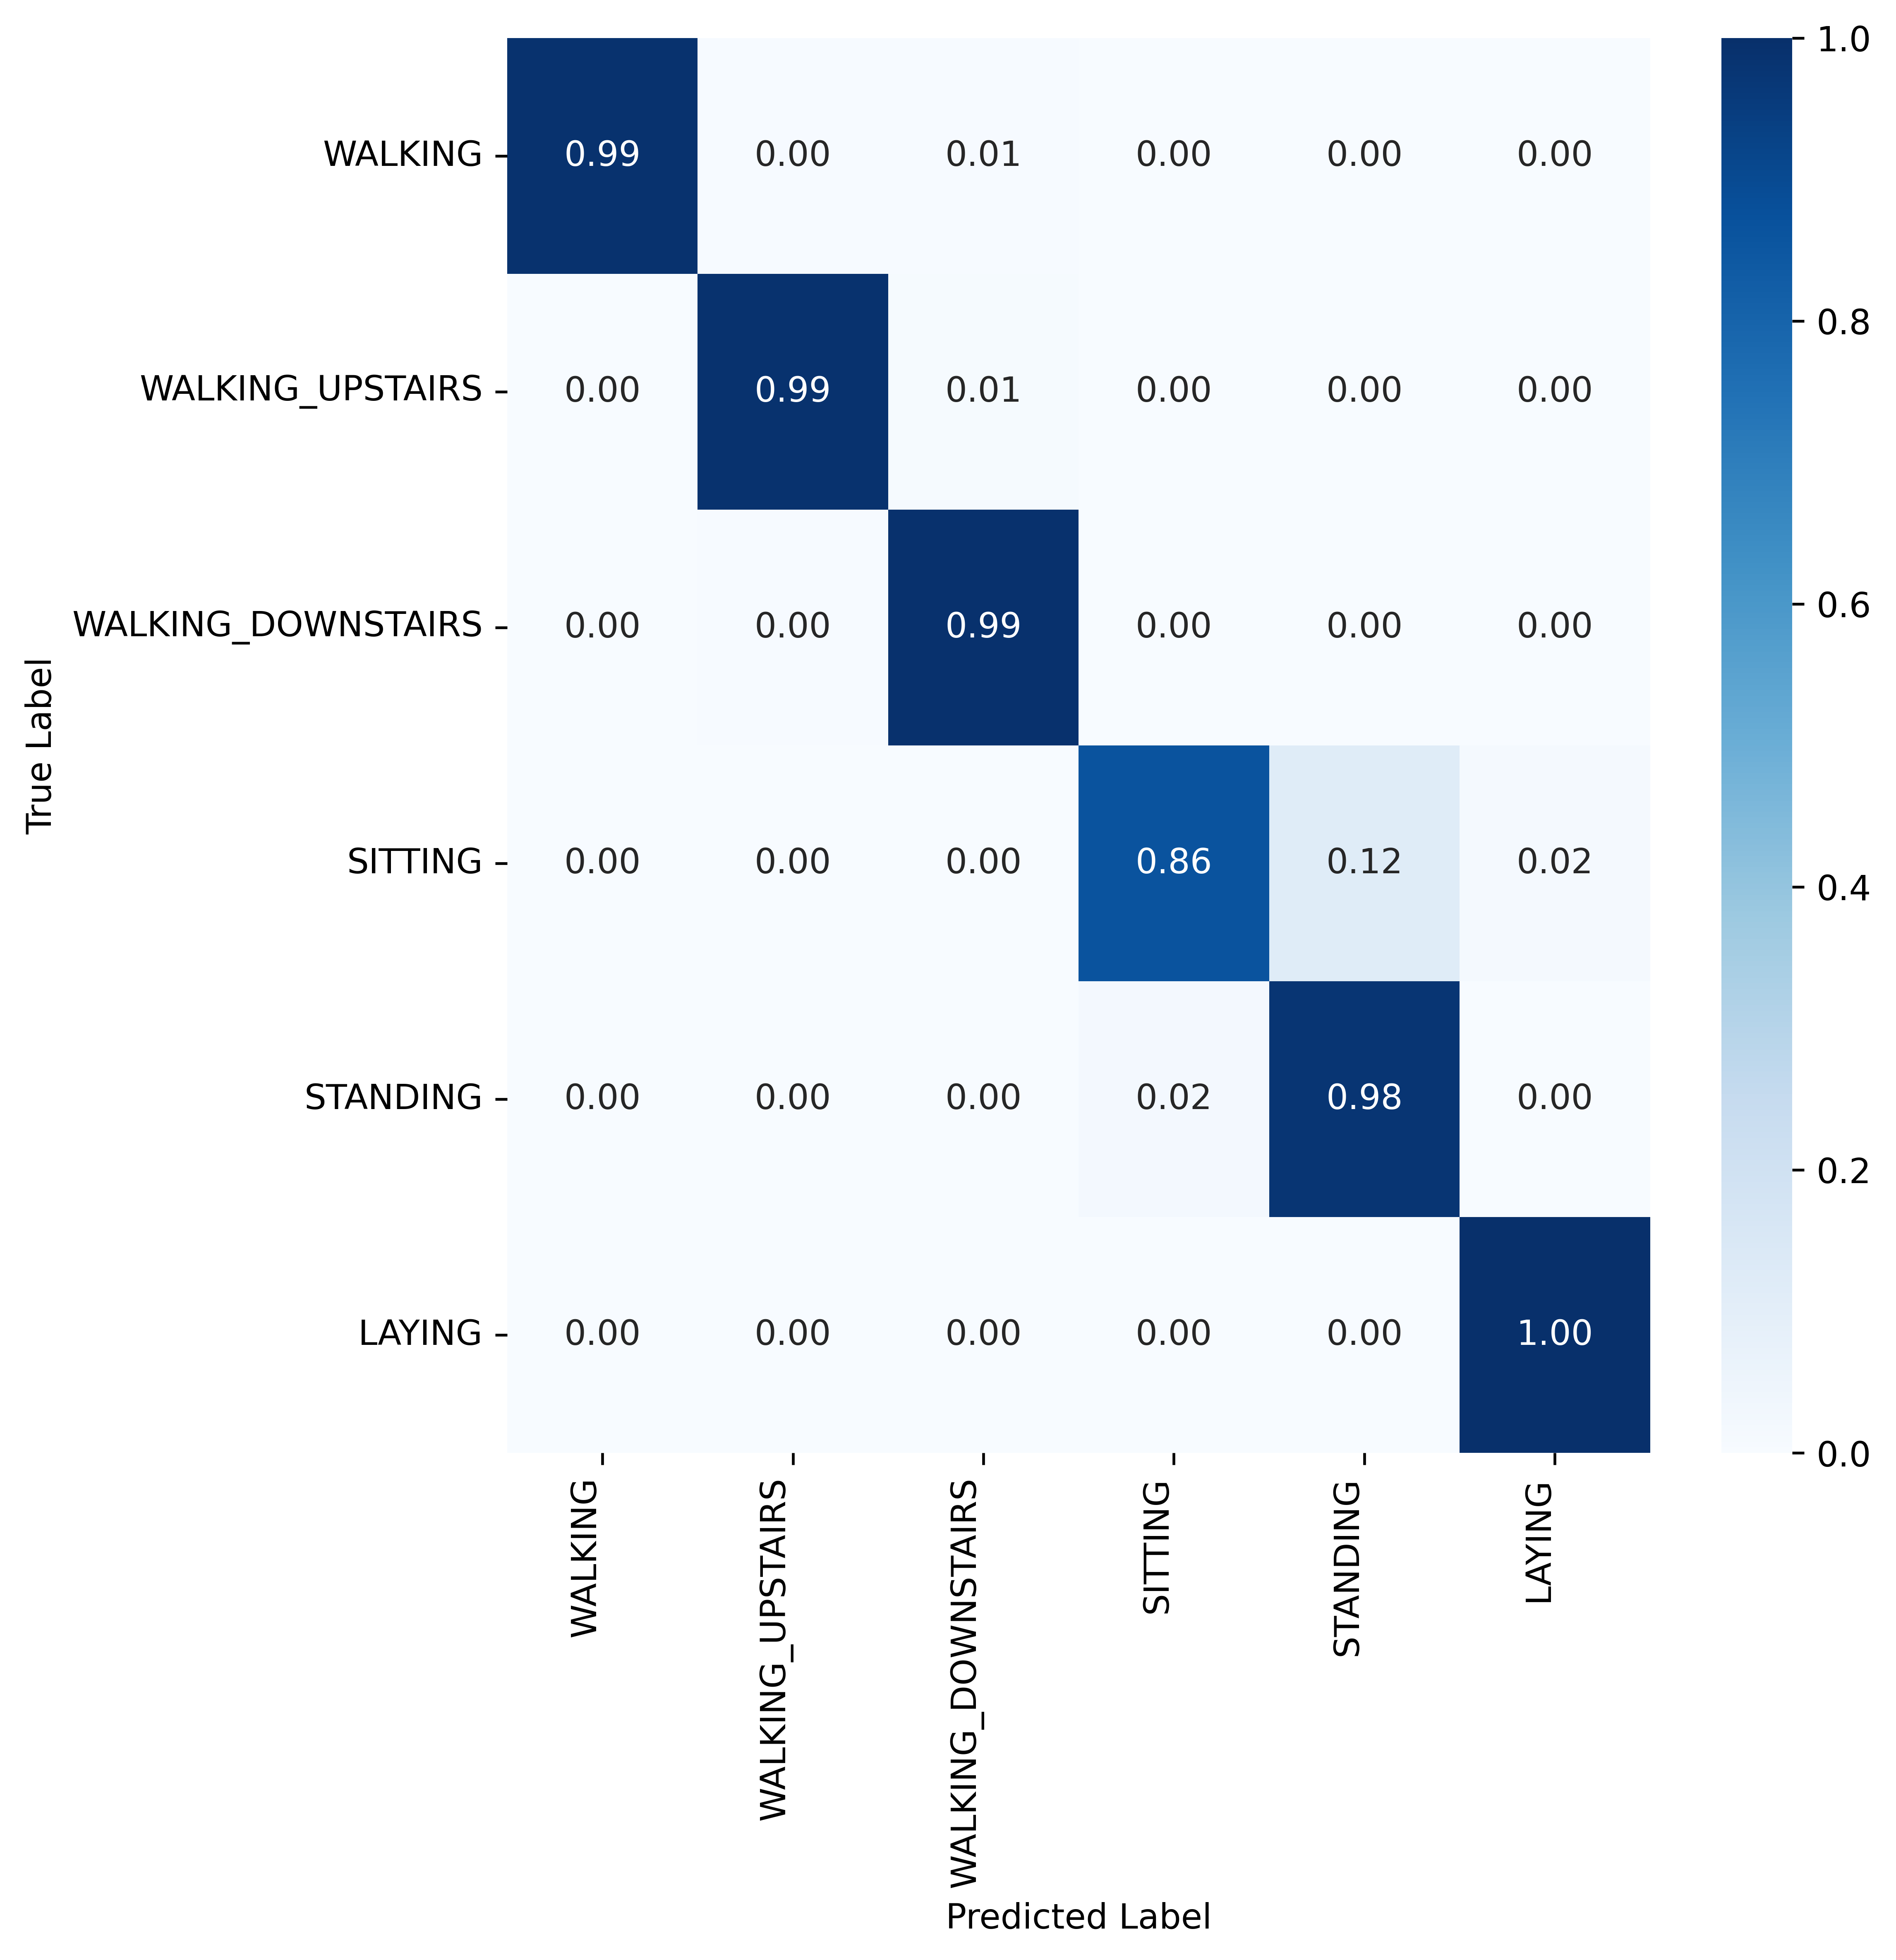 WALKING 0.99 0.00 0.01 0.00 0.00 0.00
WALKING_UPSTAIRS 0.00 0.99 0.01 0.00 0.00 0.00
WALKING_DOWNSTAIRS 0.00 0.00 0.99 0.00 0.00 0.00
SITTING 0.00 0.00 0.00 0.86 0.12 0.02
STANDING 0.00 0.00 0.00 0.02 0.98 0.00
LAYING 0.00 0.00 0.00 0.00 0.00 1.00
True Label
WALKING
WALKING_UPSTAIRS
WALKING_DOWNSTAIRS
SITTING
STANDING
LAYING
Predicted Label
1.0
0.8
0.6
0.4
0.2
0.0